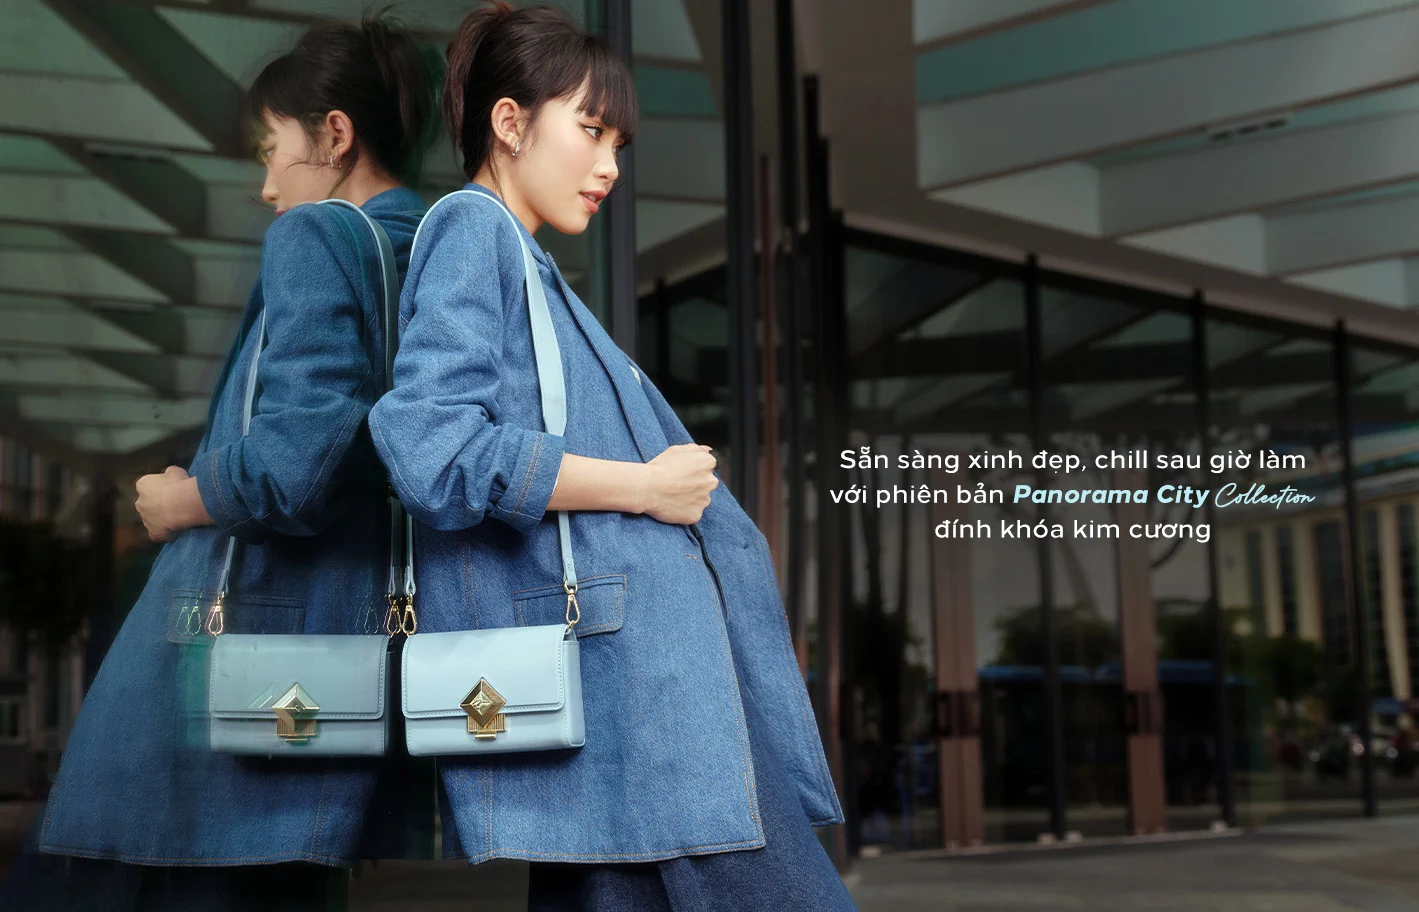 Sẵn sàng xinh đẹp, chill sau giờ làm
với phiên bản Panorama City Collection
đính khóa kim cương